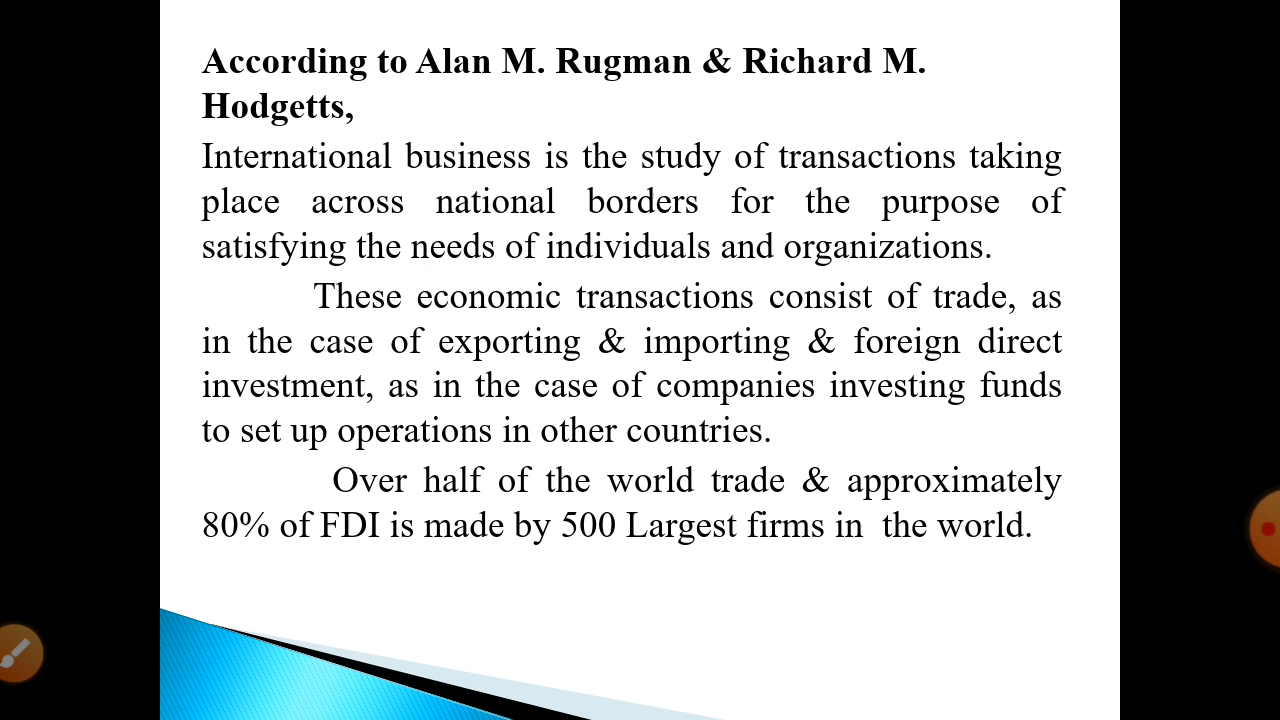 According to Alan M. Rugman & Richard M.
Hodgetts,
International business is the study of transactions taking
place across national borders for the purpose of
satisfying the needs of individuals and organizations.
These economic transactions consist of trade, as
in the case of exporting & importing & foreign direct
investment, as in the case of companies investing funds
to set up operations in other countries.
Over half of the world trade & approximately
80% of FDI is made by 500 Largest firms in the world.